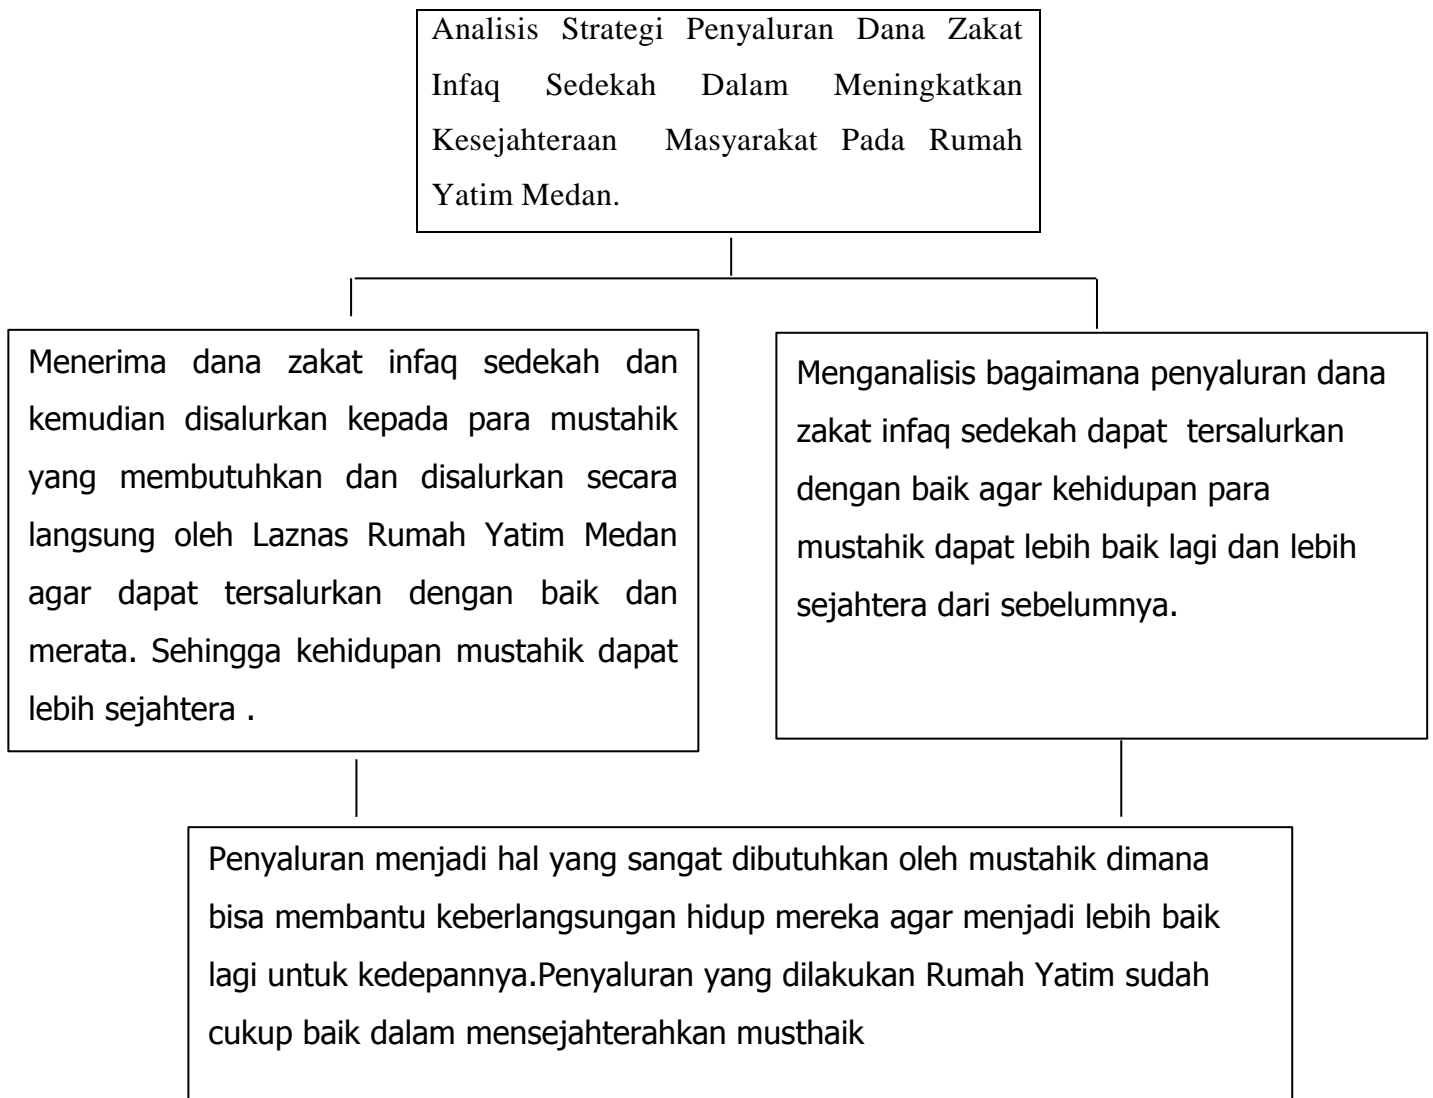 Analisis Strategi Penyaluran Dana Zakat
Infaq Sedekah Dalam Meningkatkan
Kesejahteraan Masyarakat Pada Rumah
Yatim Medan.
Menerima dana zakat infaq sedekah dan
kemudian disalurkan kepada para mustahik
yang membutuhkan dan disalurkan secara
langsung oleh Laznas Rumah Yatim Medan
agar dapat tersalurkan dengan baik dan
merata. Sehingga kehidupan mustahik dapat
lebih sejahtera .
Menganalisis bagaimana penyaluran dana
zakat infaq sedekah dapat tersalurkan
dengan baik agar kehidupan para
mustahik dapat lebih baik lagi dan lebih
sejahtera dari sebelumnya.
Penyaluran menjadi hal yang sangat dibutuhkan oleh mustahik dimana
bisa membantu keberlangsungan hidup mereka agar menjadi lebih baik
lagi untuk kedepannya.Penyaluran yang dilakukan Rumah Yatim sudah
cukup baik dalam mensejahterahkan musthaik